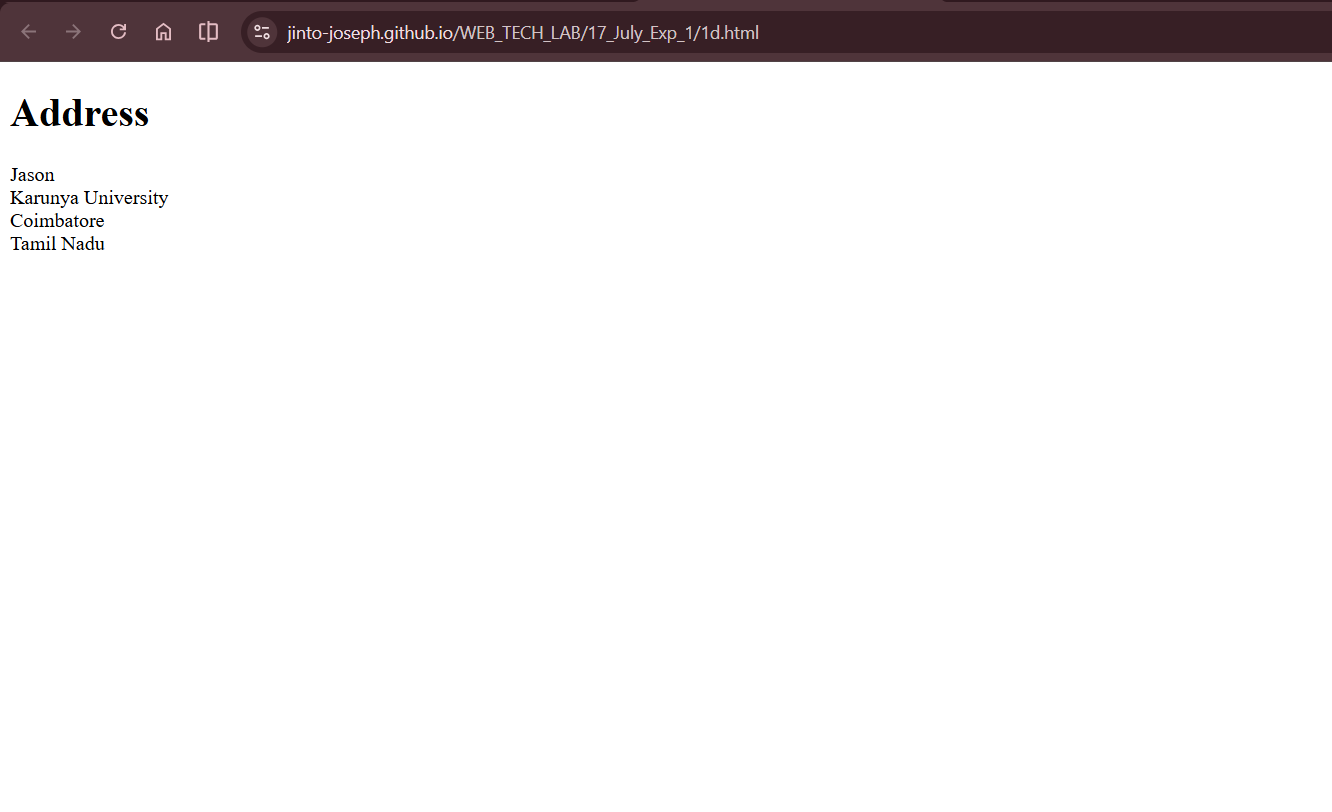 jinto-joseph.github.io/WEB_TECH_LAB/17_July_Exp_1/1d.html
Address
Jason
Karunya University
Coimbatore
Tamil Nadu